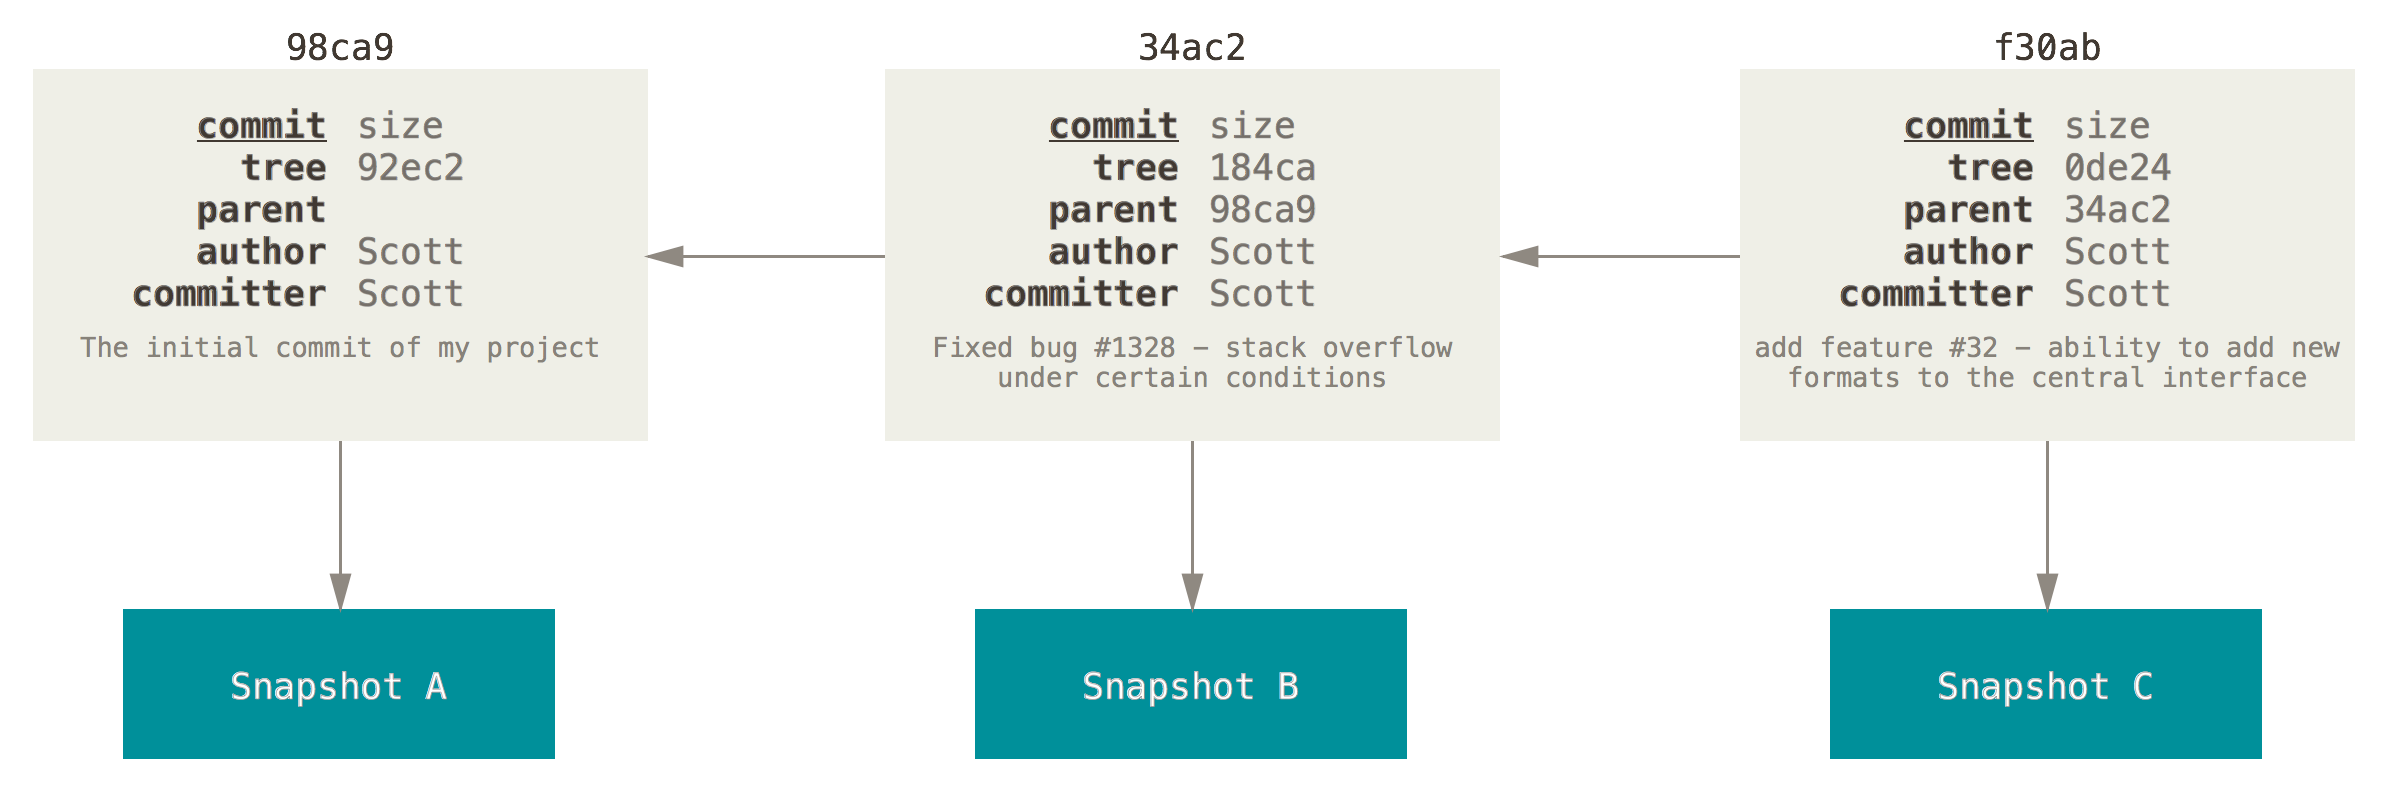 98ca9
commit size
tree 92ec2
parent
author Scott
committer Scott
The initial commit of my project
Snapshot A
34ac2
commit size
tree 184ca
parent 98ca9
author Scott
committer Scott
Fixed bug #1328 – stack overflow
under certain conditions
Snapshot B
f30ab
commit size
tree 0de24
parent 34ac2
author Scott
committer Scott
add feature #32 – ability to add new
formats to the central interface
Snapshot C